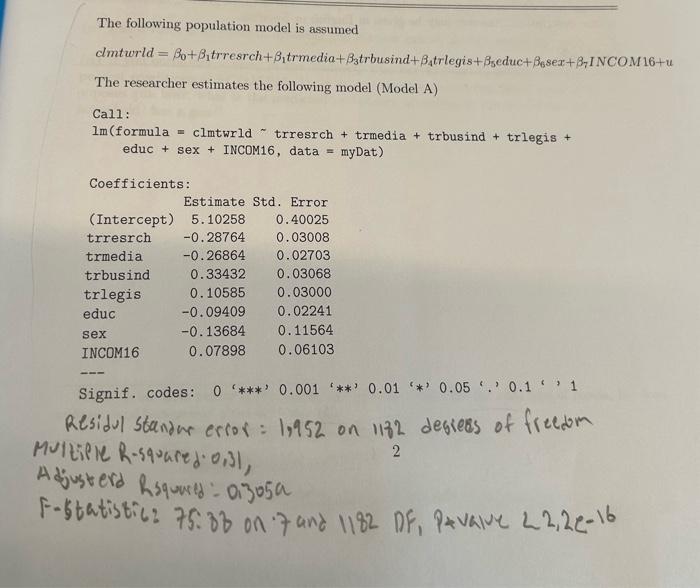 The following population model is assumed
clmtwrld = β₀+β₁trresrch+β₁trmedia+β₃trbusind+β₄trlegis+β₅educ+β₆sex+β₇INCOM16+u
The researcher estimates the following model (Model A)
Call:
lm(formula = clmtwrld ~ trresrch + trmedia + trbusind + trlegis +
educ + sex + INCOM16, data = myDat)
Coefficients:
Estimate Std. Error
(Intercept) 5.10258 0.40025
trresrch -0.28764 0.03008
trmedia -0.26864 0.02703
trbusind 0.33432 0.03068
trlegis 0.10585 0.03000
educ -0.09409 0.02241
sex -0.13684 0.11564
INCOM16 0.07898 0.06103
---
Signif. codes: 0 ‘***’ 0.001 ‘**’ 0.01 ‘*’ 0.05 ‘.’ 0.1 ‘ ’ 1
Residul Standar error: 1,952 on 1182 degrees of freedom
Multiple R-squared: 0,31,
2
Adjusterd Rsquared: 0,305
F-Statistic: 75.33 on 7 and 1182 DF, P-value < 2,2e-16